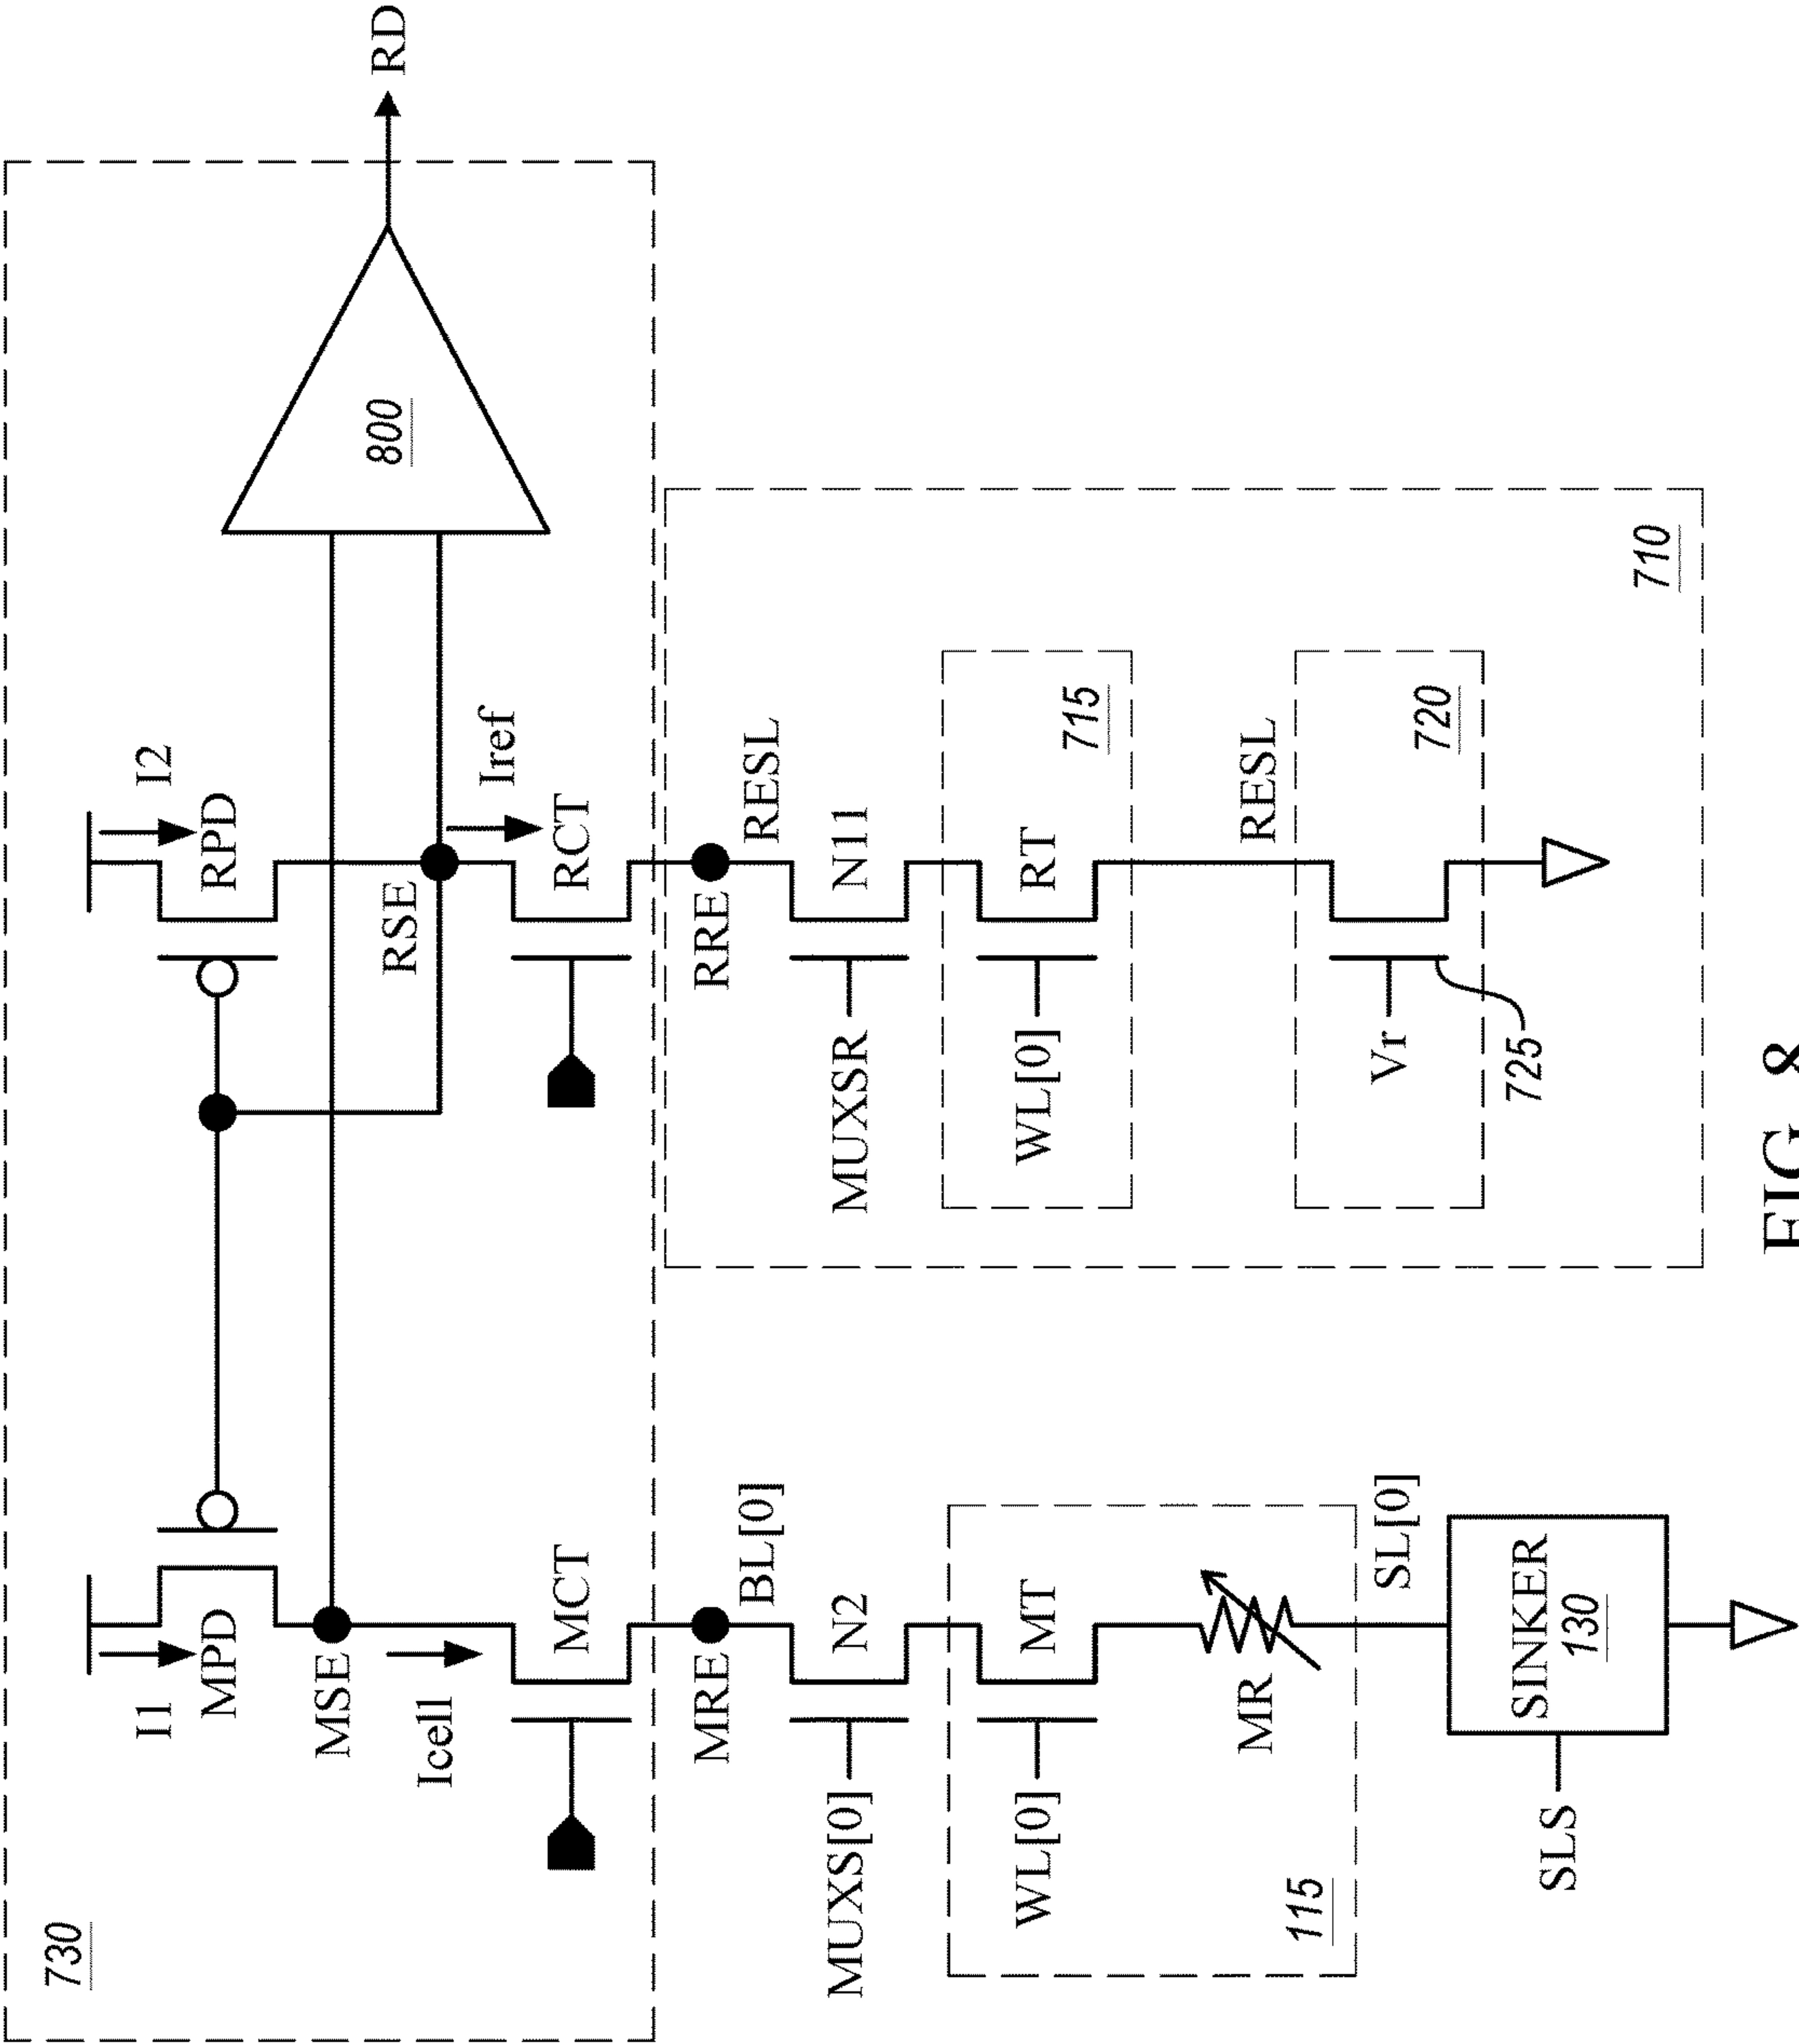 730
I1
MPD
MSE
Icell
MCT
MRE
BL[0]
MUXS[0]
N2
WL[0]
MT
MR
115
SL[0]
SINKER
130
SLS
I2
RPD
RSE
Iref
RCT
800
RD
RRE
RESL
MUXSR
N11
WL[0]
RT
715
RESL
Vr
725
720
710
FIG. 8